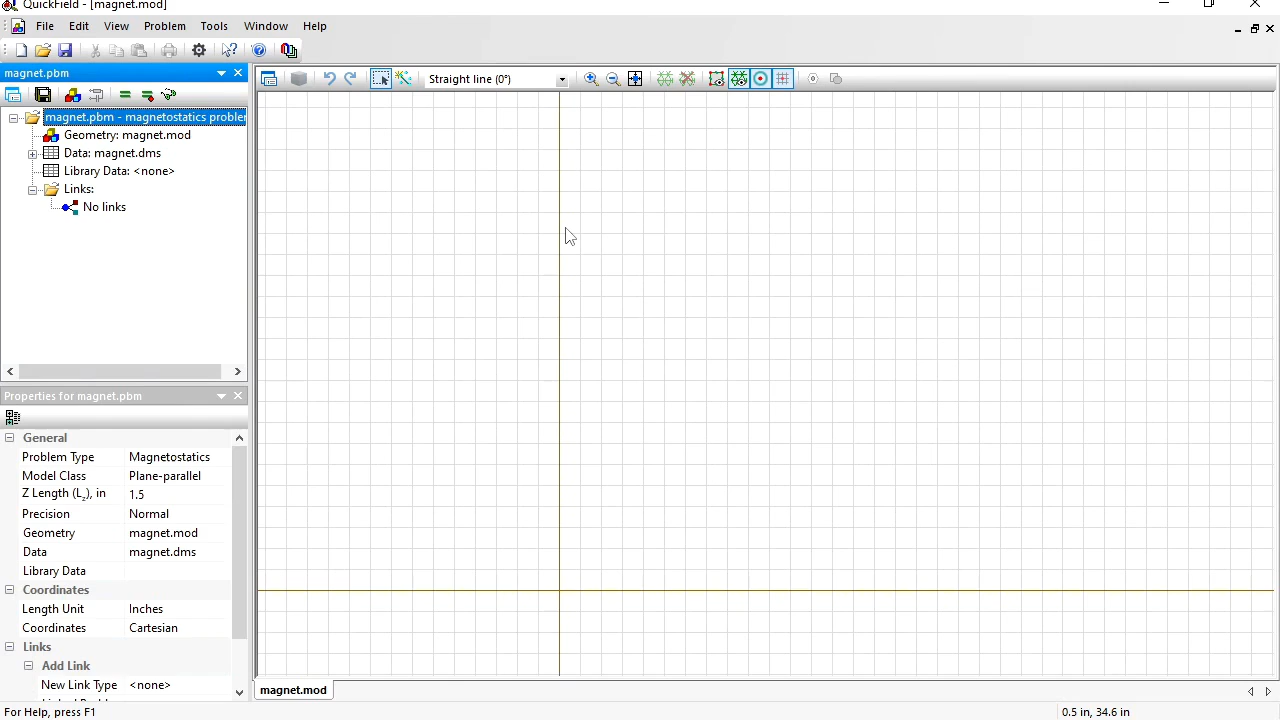 QuickField - [magnet.mod]
File Edit View Problem Tools Window Help
magnet.pbm
Straight line (0°)
magnet.pbm - magnetostatics probler
Geometry: magnet.mod
Data: magnet.dms
Library Data: <none>
Links:
No links
Properties for magnet.pbm
General
Problem Type Magnetostatics
Model Class Plane-parallel
Z Length (Lz), in 1.5
Precision Normal
Geometry magnet.mod
Data magnet.dms
Library Data
Coordinates
Length Unit Inches
Coordinates Cartesian
Links
Add Link
New Link Type <none>
magnet.mod
For Help, press F1
0.5 in, 34.6 in